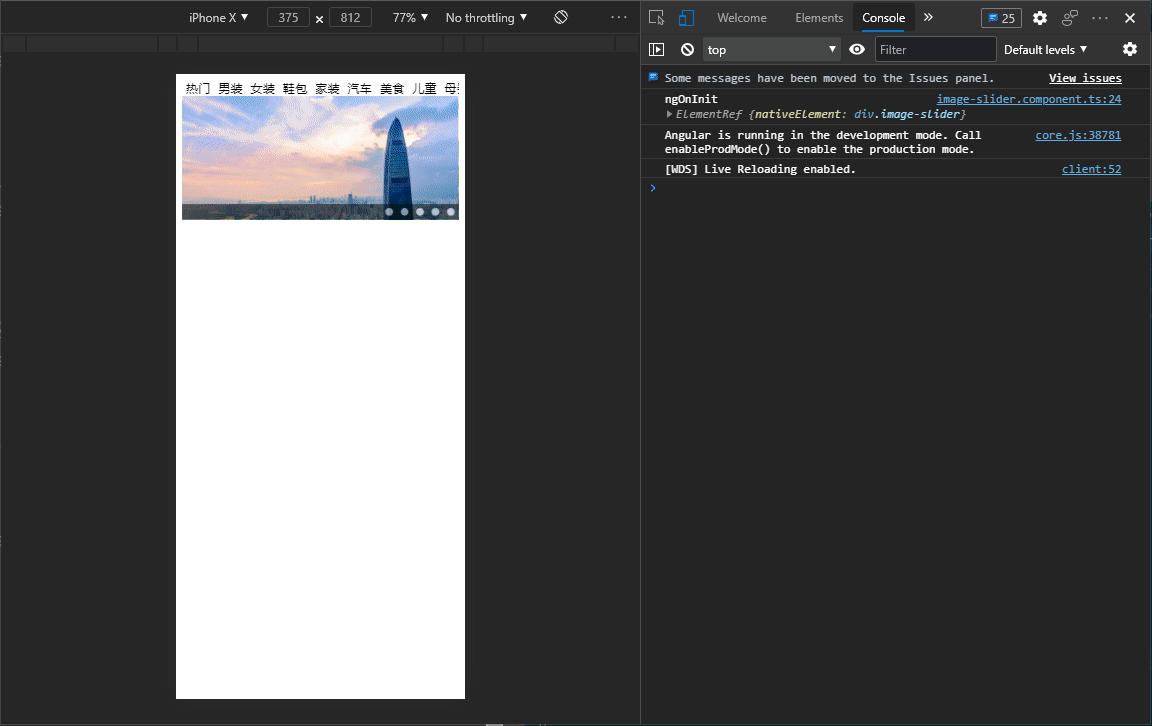 iPhone X 375 × 812 77% No throttling
热门 男装 女装 鞋包 家装 汽车 美食 儿童
Welcome Elements Console 25
top Filter Default levels
Some messages have been moved to the Issues panel. View issues
ngOnInit image-slider.component.ts:24
ElementRef {nativeElement: div.image-slider}
Angular is running in the development mode. Call core.js:38781
enableProdMode() to enable the production mode.
[WDS] Live Reloading enabled. client:52